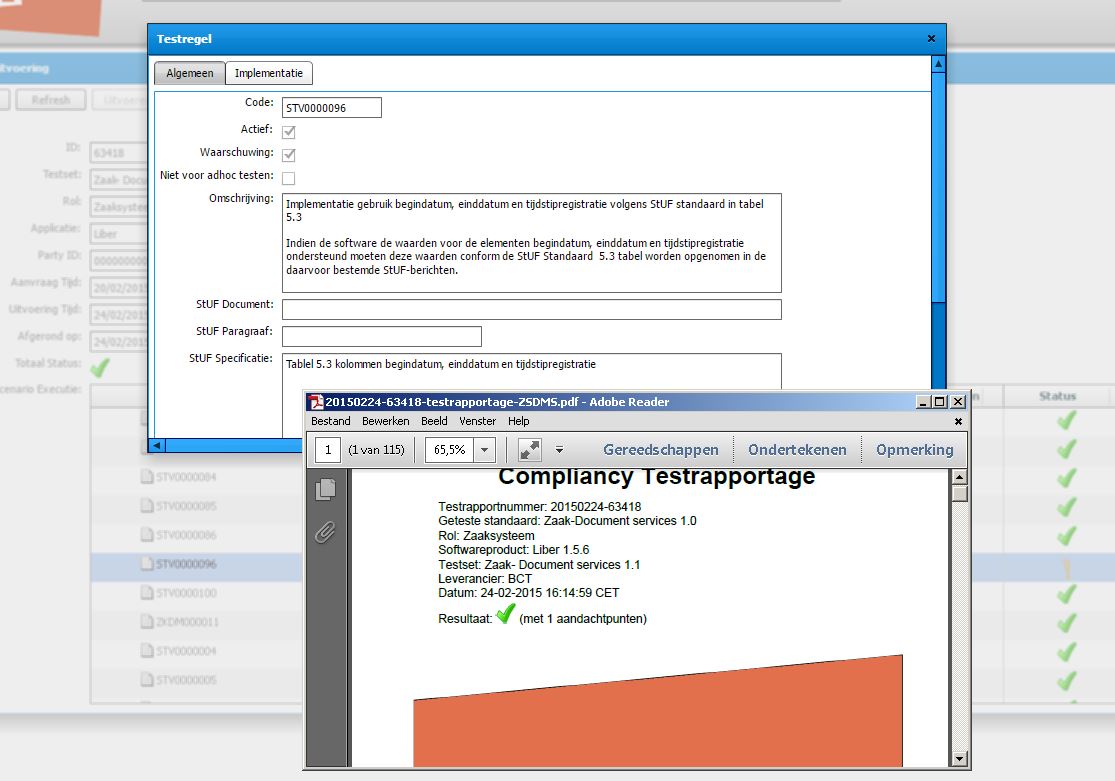 Testregel
×
itvoering
Algemeen
Implementatie
Refresh
Uitvoere
Code:
STV0000096
Actief:
ID:
63418
Waarschuwing:
Testset:
Zaak- Docu
Niet voor adhoc testen:
Rol:
Zaaksysteem
Omschrijving:
Implementatie gebruik begindatum, einddatum en tijdstipregistratie volgens StUF standaard in tabel
5.3
Applicatie:
Liber
Indien de software de waarden voor de elementen begindatum, einddatum en tijdstipregistratie
ondersteund moeten deze waarden conform de StUF Standaard 5.3 tabel worden opgenomen in de
daarvoor bestemde StUF-berichten.
Party ID:
Aanvraag Tijd:
20/02/2015
Uitvoering Tijd:
24/02/2015
StUF Document:
Afgerond op:
24/02/2015
StUF Paragraaf:
Totaal Status:
StUF Specificatie:
Tablel 5.3 kolommen begindatum, einddatum en tijdstipregistratie
cenario Executie:
Status
20150224-63418-testrapportage-ZSDMS.pdf - Adobe Reader
Bestand Bewerken Beeld Venster Help
1 (1 van 115) 65,5% Gereedschappen Ondertekenen Opmerking
Compliancy Testrapportage
Testrapportnummer: 20150224-63418
Geteste standaard: Zaak-Document services 1.0
Rol: Zaaksysteem
Softwareproduct: Liber 1.5.6
Testset: Zaak- Document services 1.1
Leverancier: BCT
Datum: 24-02-2015 16:14:59 CET
Resultaat: (met 1 aandachtpunten)
STV0000084
STV0000085
STV0000086
STV0000096
STV0000100
ZKDM000011
STV0000004
STV0000005